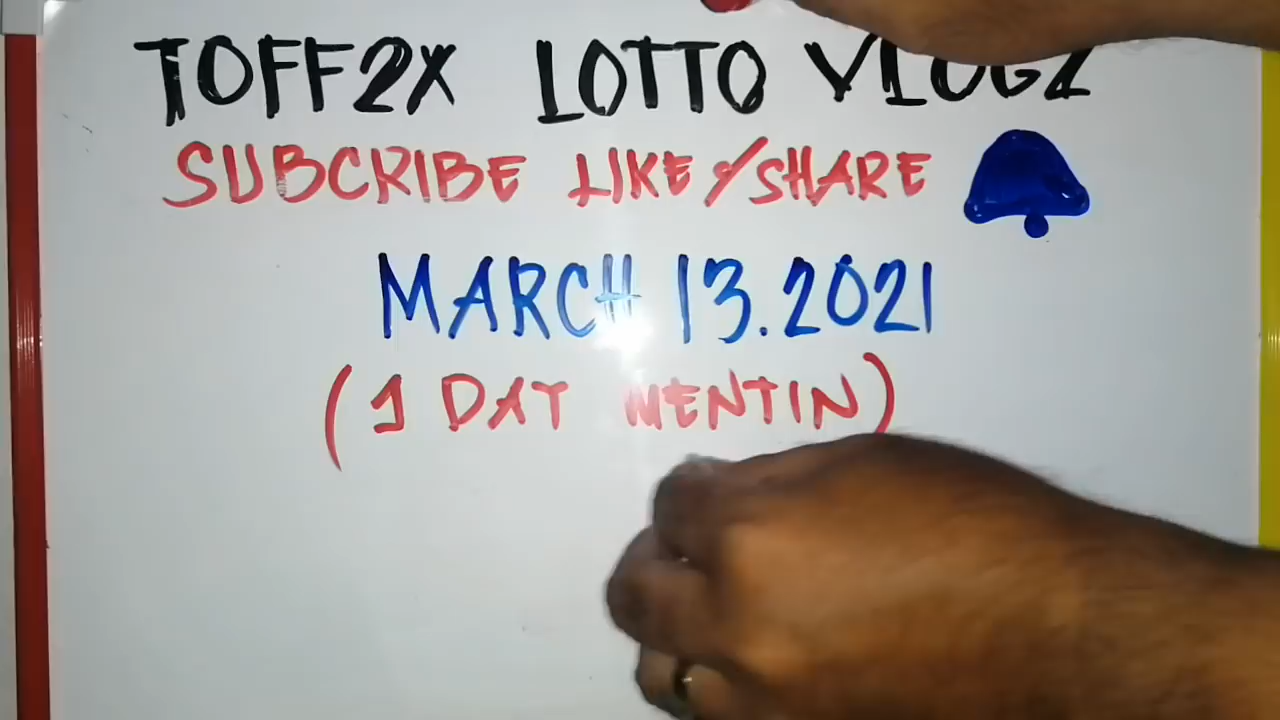 TOFF2X LOTTO VLOGZ
SUBCRIBE LIKE/SHARE
MARCH 13.2021
(1 DAY MENTIN)